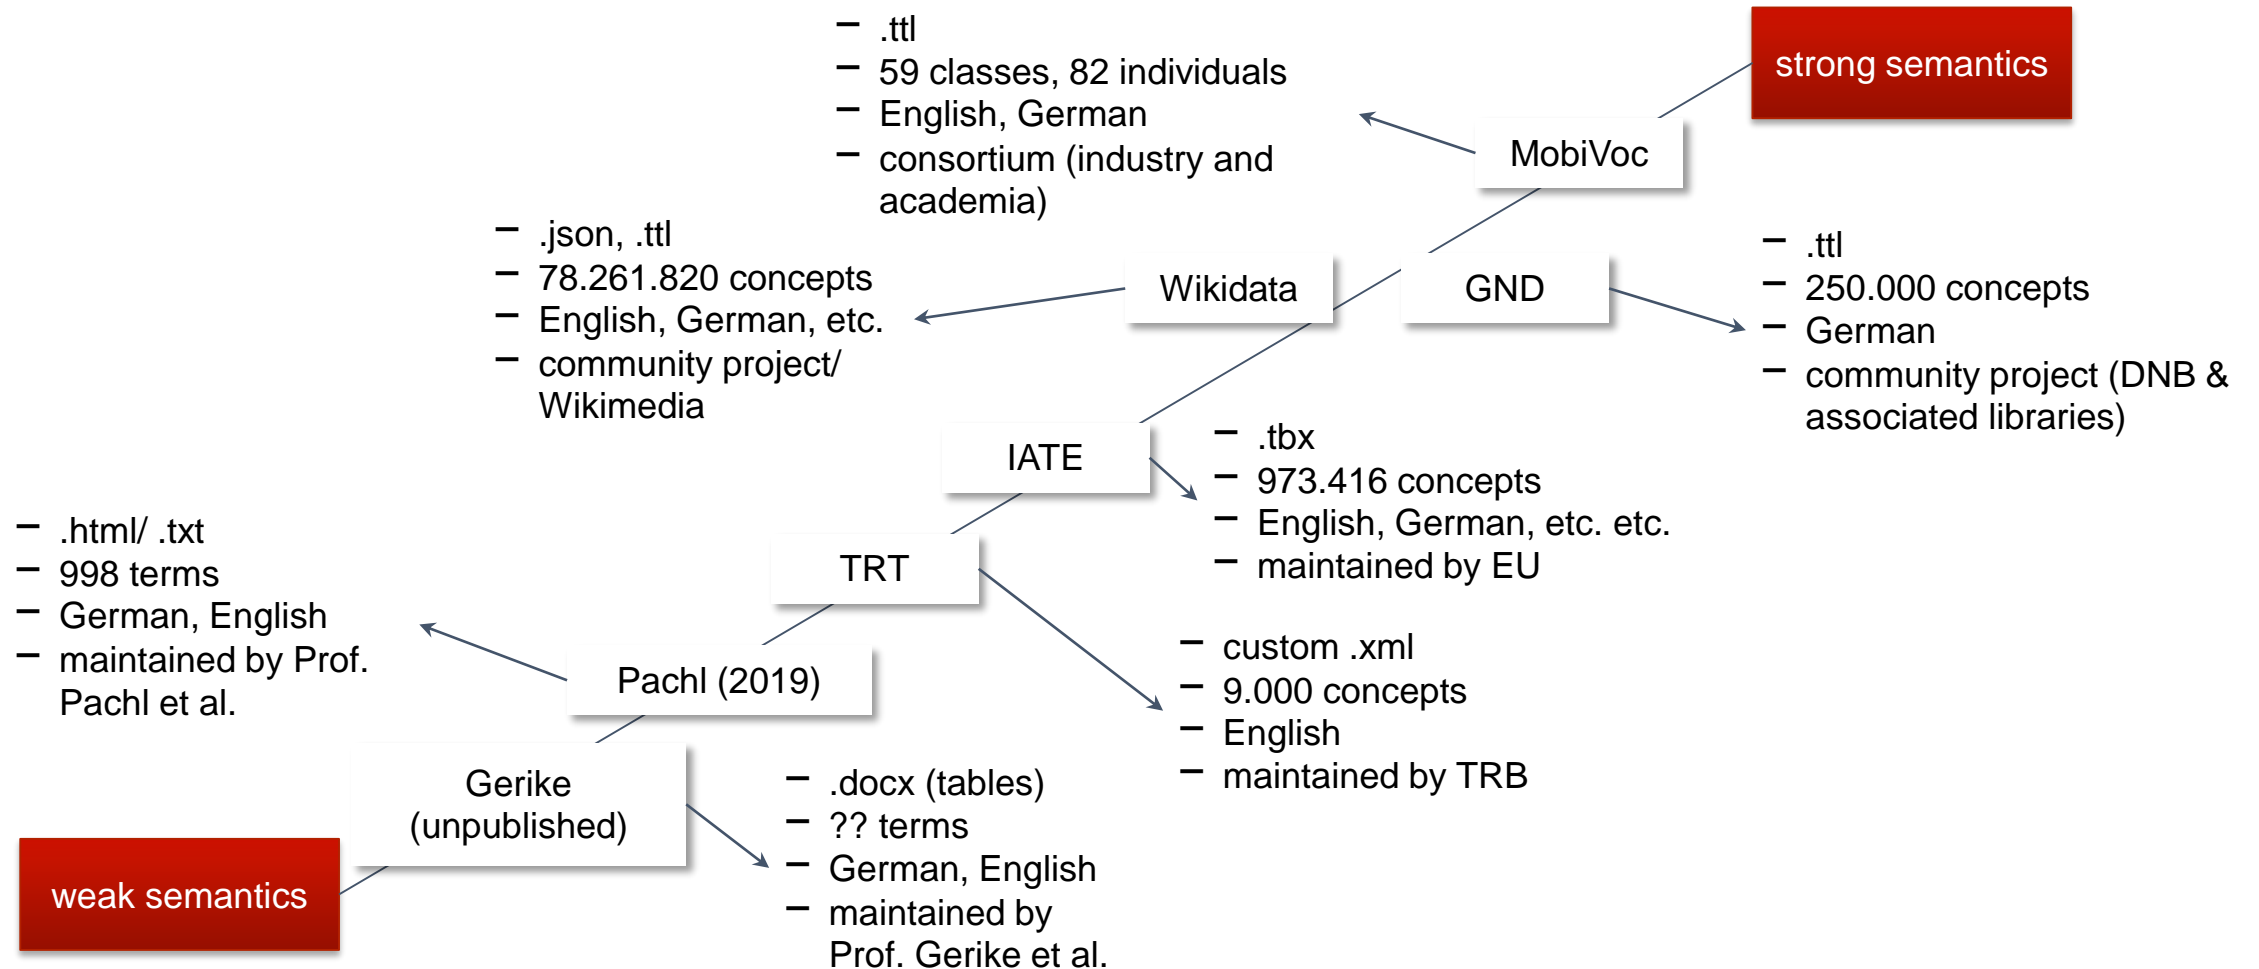 – .ttl
– 59 classes, 82 individuals
– English, German
– consortium (industry and
academia)
strong semantics
MobiVoc
– .json, .ttl
– 78.261.820 concepts
– English, German, etc.
– community project/
Wikimedia
Wikidata
GND
– .ttl
– 250.000 concepts
– German
– community project (DNB &
associated libraries)
IATE
– .tbx
– 973.416 concepts
– English, German, etc. etc.
– maintained by EU
– .html/ .txt
– 998 terms
– German, English
– maintained by Prof.
Pachl et al.
TRT
– custom .xml
– 9.000 concepts
– English
– maintained by TRB
Pachl (2019)
Gerike
(unpublished)
– .docx (tables)
– ?? terms
– German, English
– maintained by
Prof. Gerike et al.
weak semantics